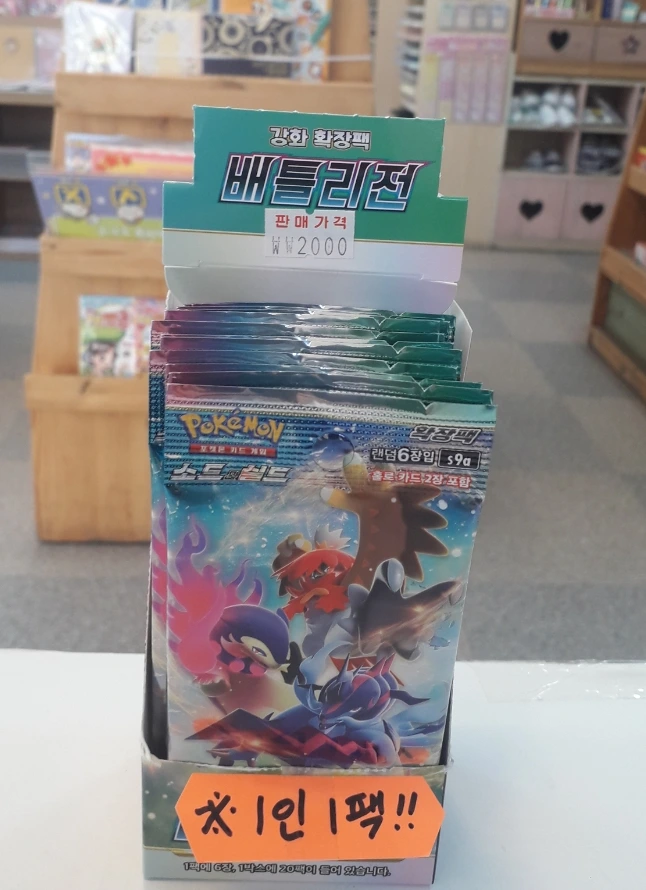 강화 확장팩
배틀리전
판매가격
₩2000
POKÉMON
포켓몬 카드 게임
확장팩
랜덤6장입 s9a
소드&실드
홀로 카드 2장 포함
※ 1인 1팩!!
1팩에 6장, 1박스에 20팩이 들어 있습니다.